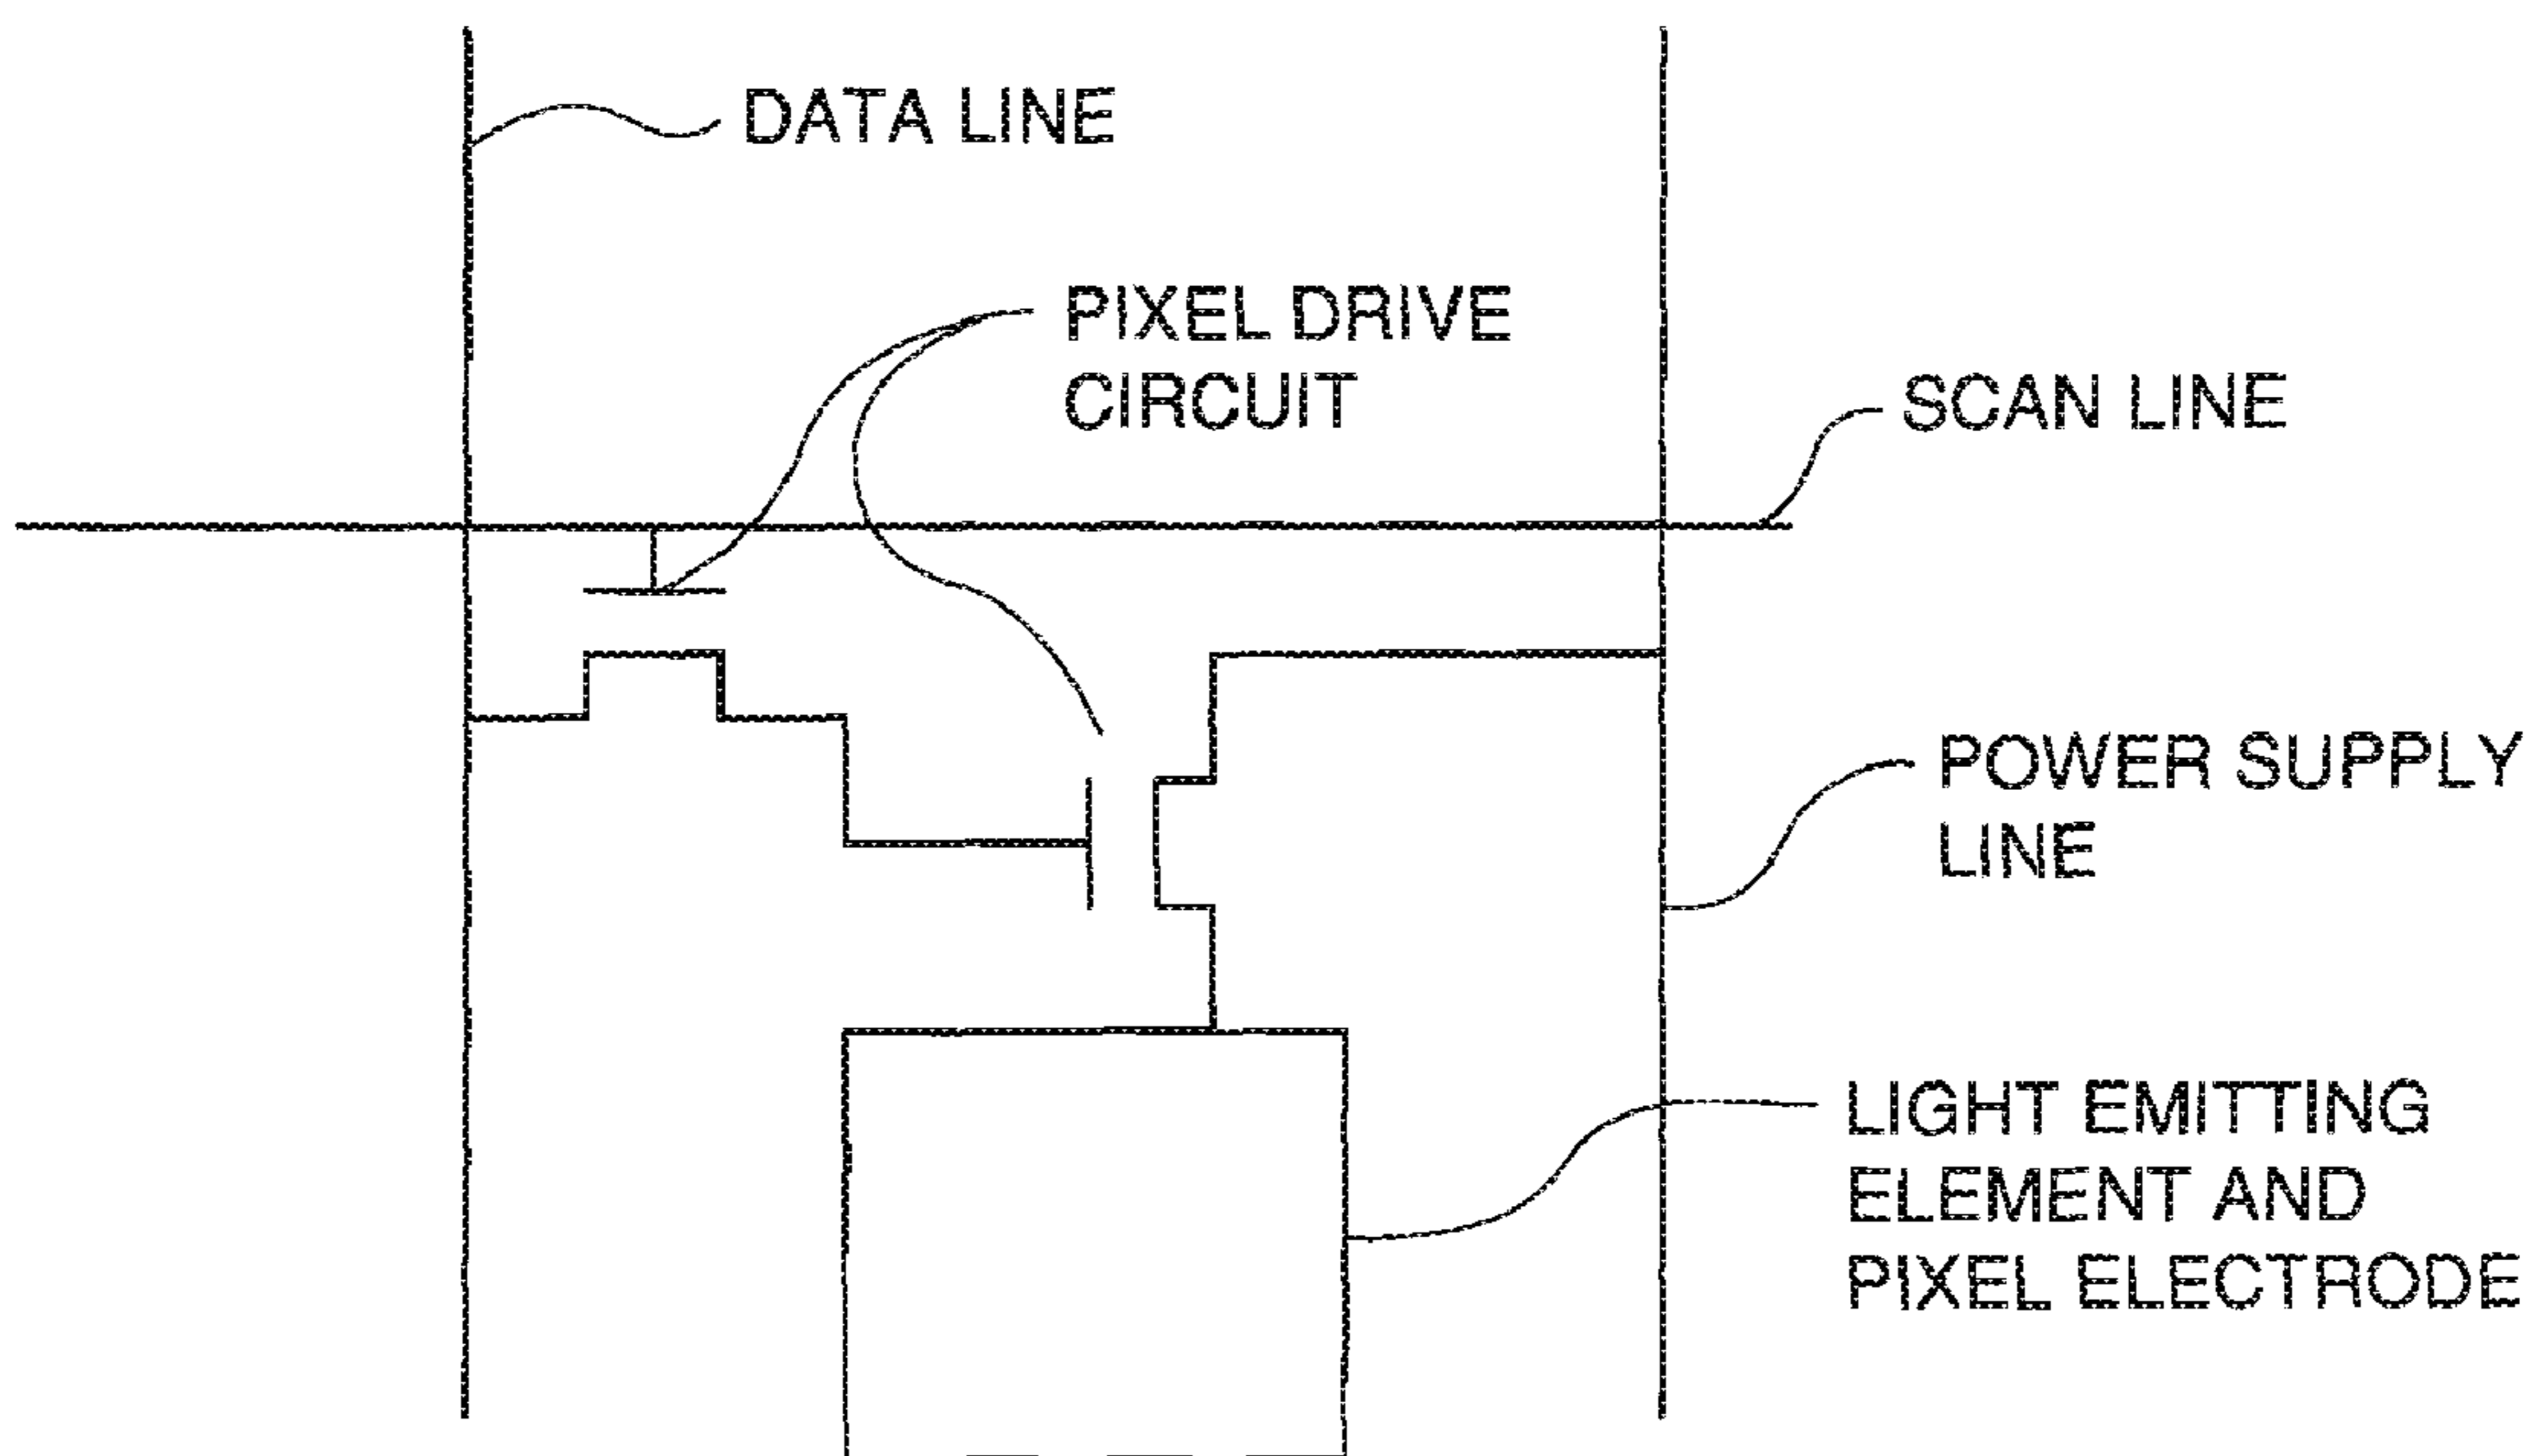 DATA LINE
PIXEL DRIVE
CIRCUIT
SCAN LINE
POWER SUPPLY
LINE
LIGHT EMITTING
ELEMENT AND
PIXEL ELECTRODE